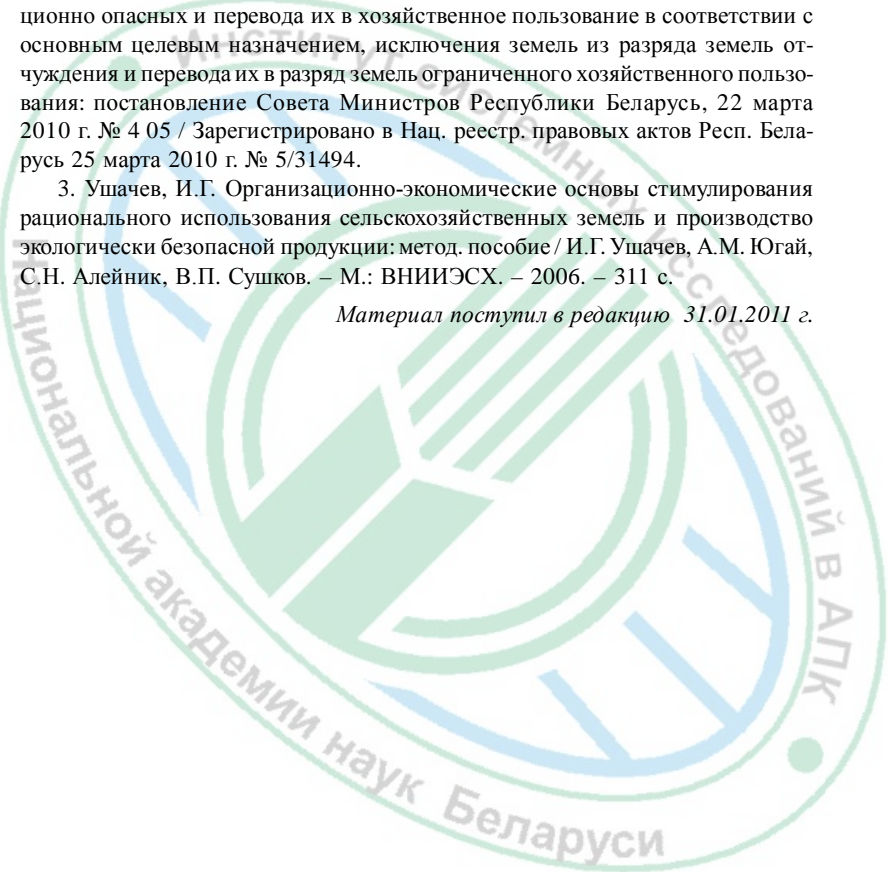 ционно опасных и перевода их в хозяйственное пользование в соответствии с
основным целевым назначением, исключения земель из разряда земель от-
чуждения и перевода их в разряд земель ограниченного хозяйственного пользо-
вания: постановление Совета Министров Республики Беларусь, 22 марта
2010 г. № 4 05 / Зарегистрировано в Нац. реестр. правовых актов Респ. Бела-
русь 25 марта 2010 г. № 5/31494.
3. Ушачев, И.Г. Организационно-экономические основы стимулирования
рационального использования сельскохозяйственных земель и производство
экологически безопасной продукции: метод. пособие / И.Г. Ушачев, А.М. Югай,
С.Н. Алейник, В.П. Сушков. – М.: ВНИИЭСХ. – 2006. – 311 с.
Материал поступил в редакцию 31.01.2011 г.
Институт системных исследований в АПК
национальной академии наук Беларуси